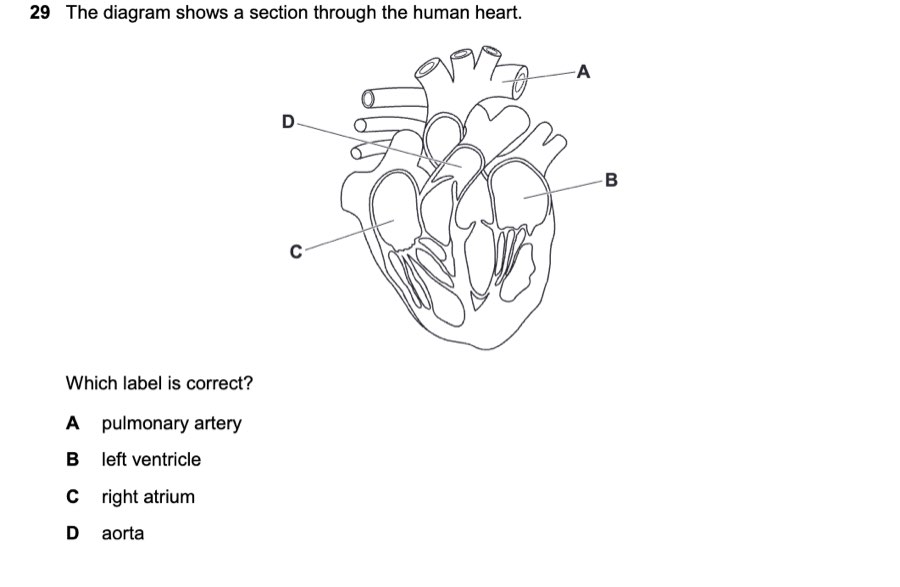 29 The diagram shows a section through the human heart.
A
D
B
C
Which label is correct?
A pulmonary artery
B left ventricle
C right atrium
D aorta